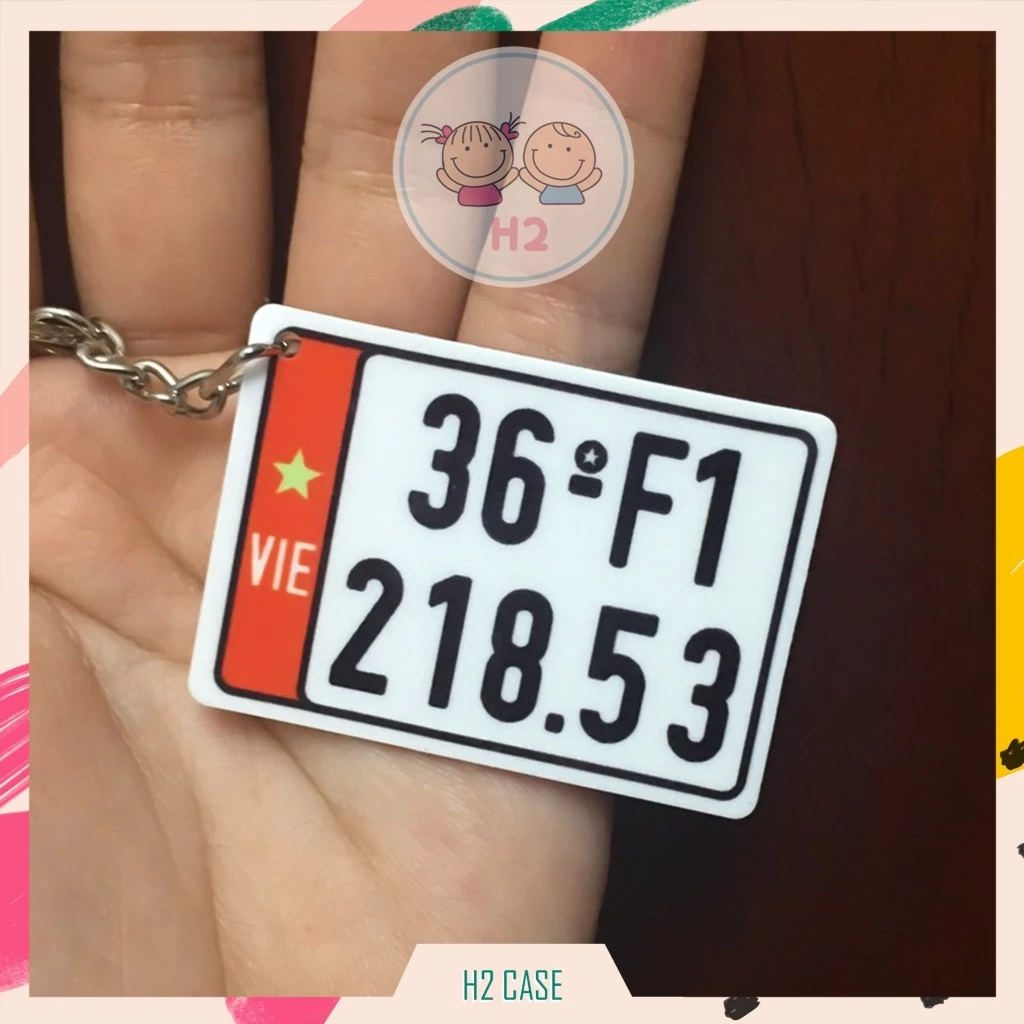 H2
36-F1
VIE
218.53
H2 CASE